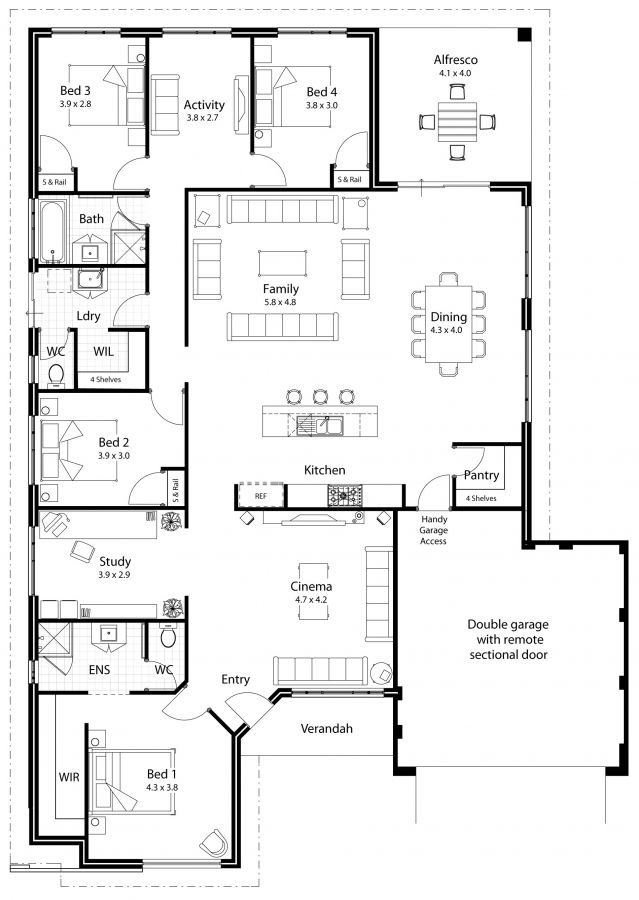 Bed 3
3.9 x 2.8
Activity
3.8 x 2.7
Bed 4
3.8 x 3.0
Alfresco
4.1 x 4.0
S & Rail
S & Rail
Bath
Ldry
WC
WIL
4 Shelves
Family
5.8 x 4.8
Dining
4.3 x 4.0
Bed 2
3.9 x 3.0
S & Rail
Kitchen
REF
Pantry
4 Shelves
Handy
Garage
Access
Study
3.9 x 2.9
Cinema
4.7 x 4.2
Double garage
with remote
sectional door
ENS
WC
Entry
Verandah
WIR
Bed 1
4.3 x 3.8